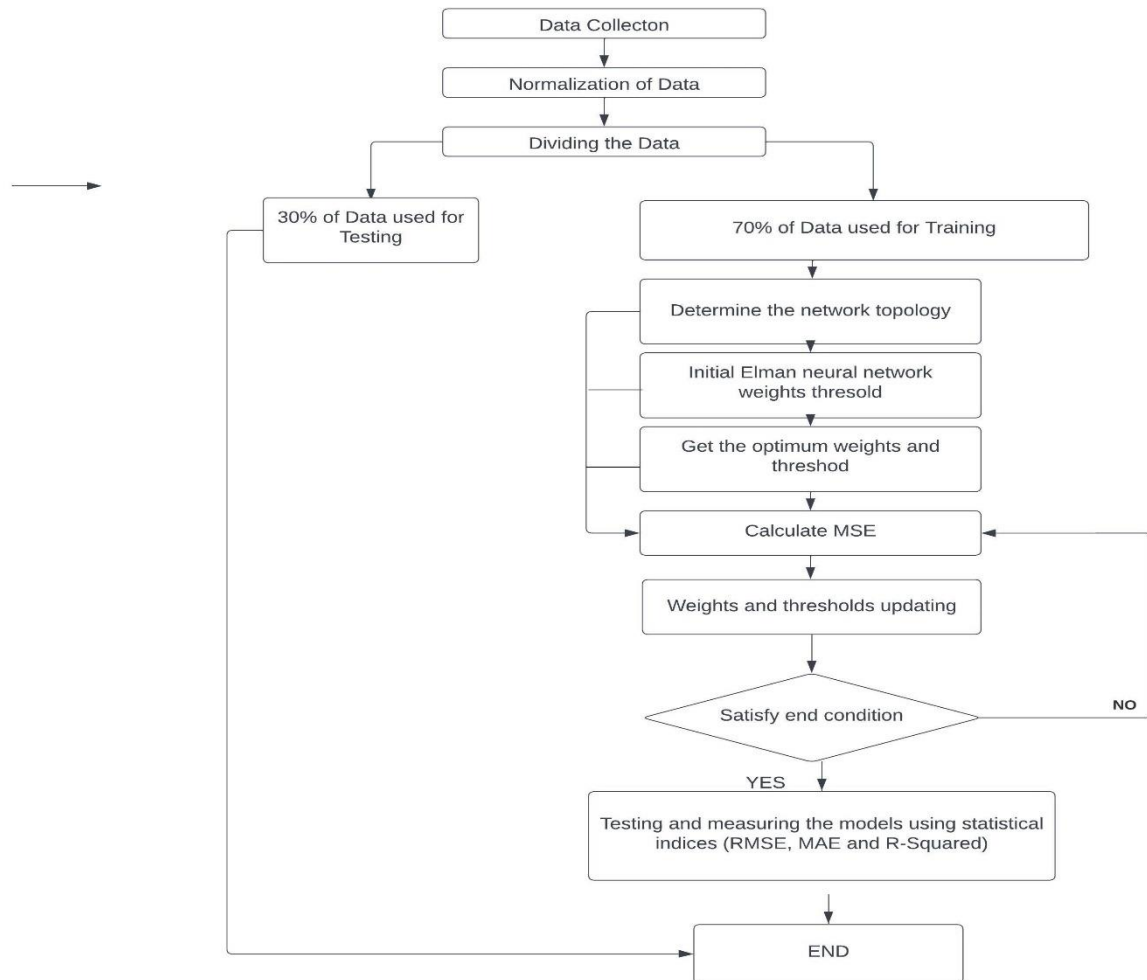 Data Collecton
Normalization of Data
Dividing the Data
30% of Data used for
Testing
70% of Data used for Training
Determine the network topology
Initial Elman neural network
weights thresold
Get the optimum weights and
threshod
Calculate MSE
Weights and thresholds updating
Satisfy end condition
NO
YES
Testing and measuring the models using statistical
indices (RMSE, MAE and R-Squared)
END